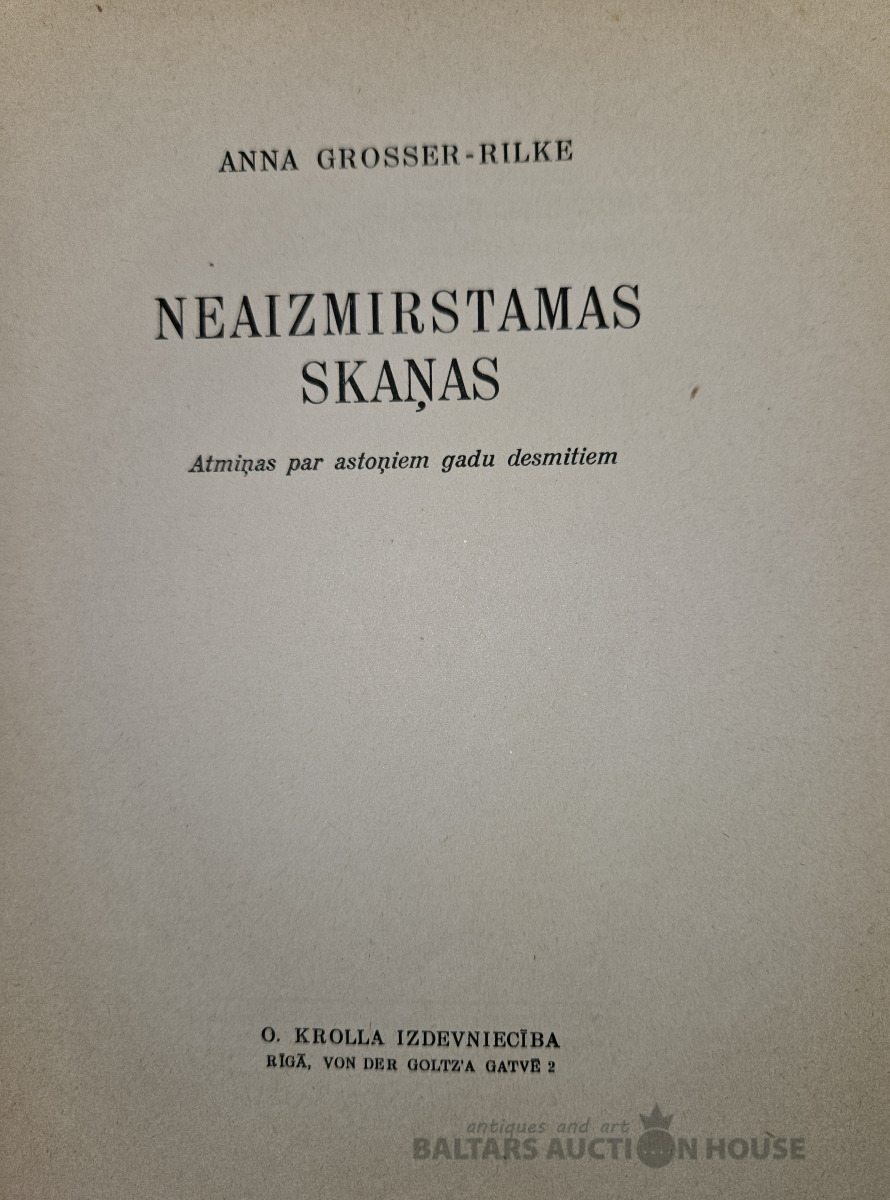 ANNA GROSSER-RILKE
NEAIZMIRSTAMAS
SKAŅAS
Atmiņas par astoņiem gadu desmitiem
O. KROLLA IZDEVNIECĪBA
RĪGĀ, VON DER GOLTZ'A GATVĒ 2
antiques and art
BALTARS AUCTION HOUSE